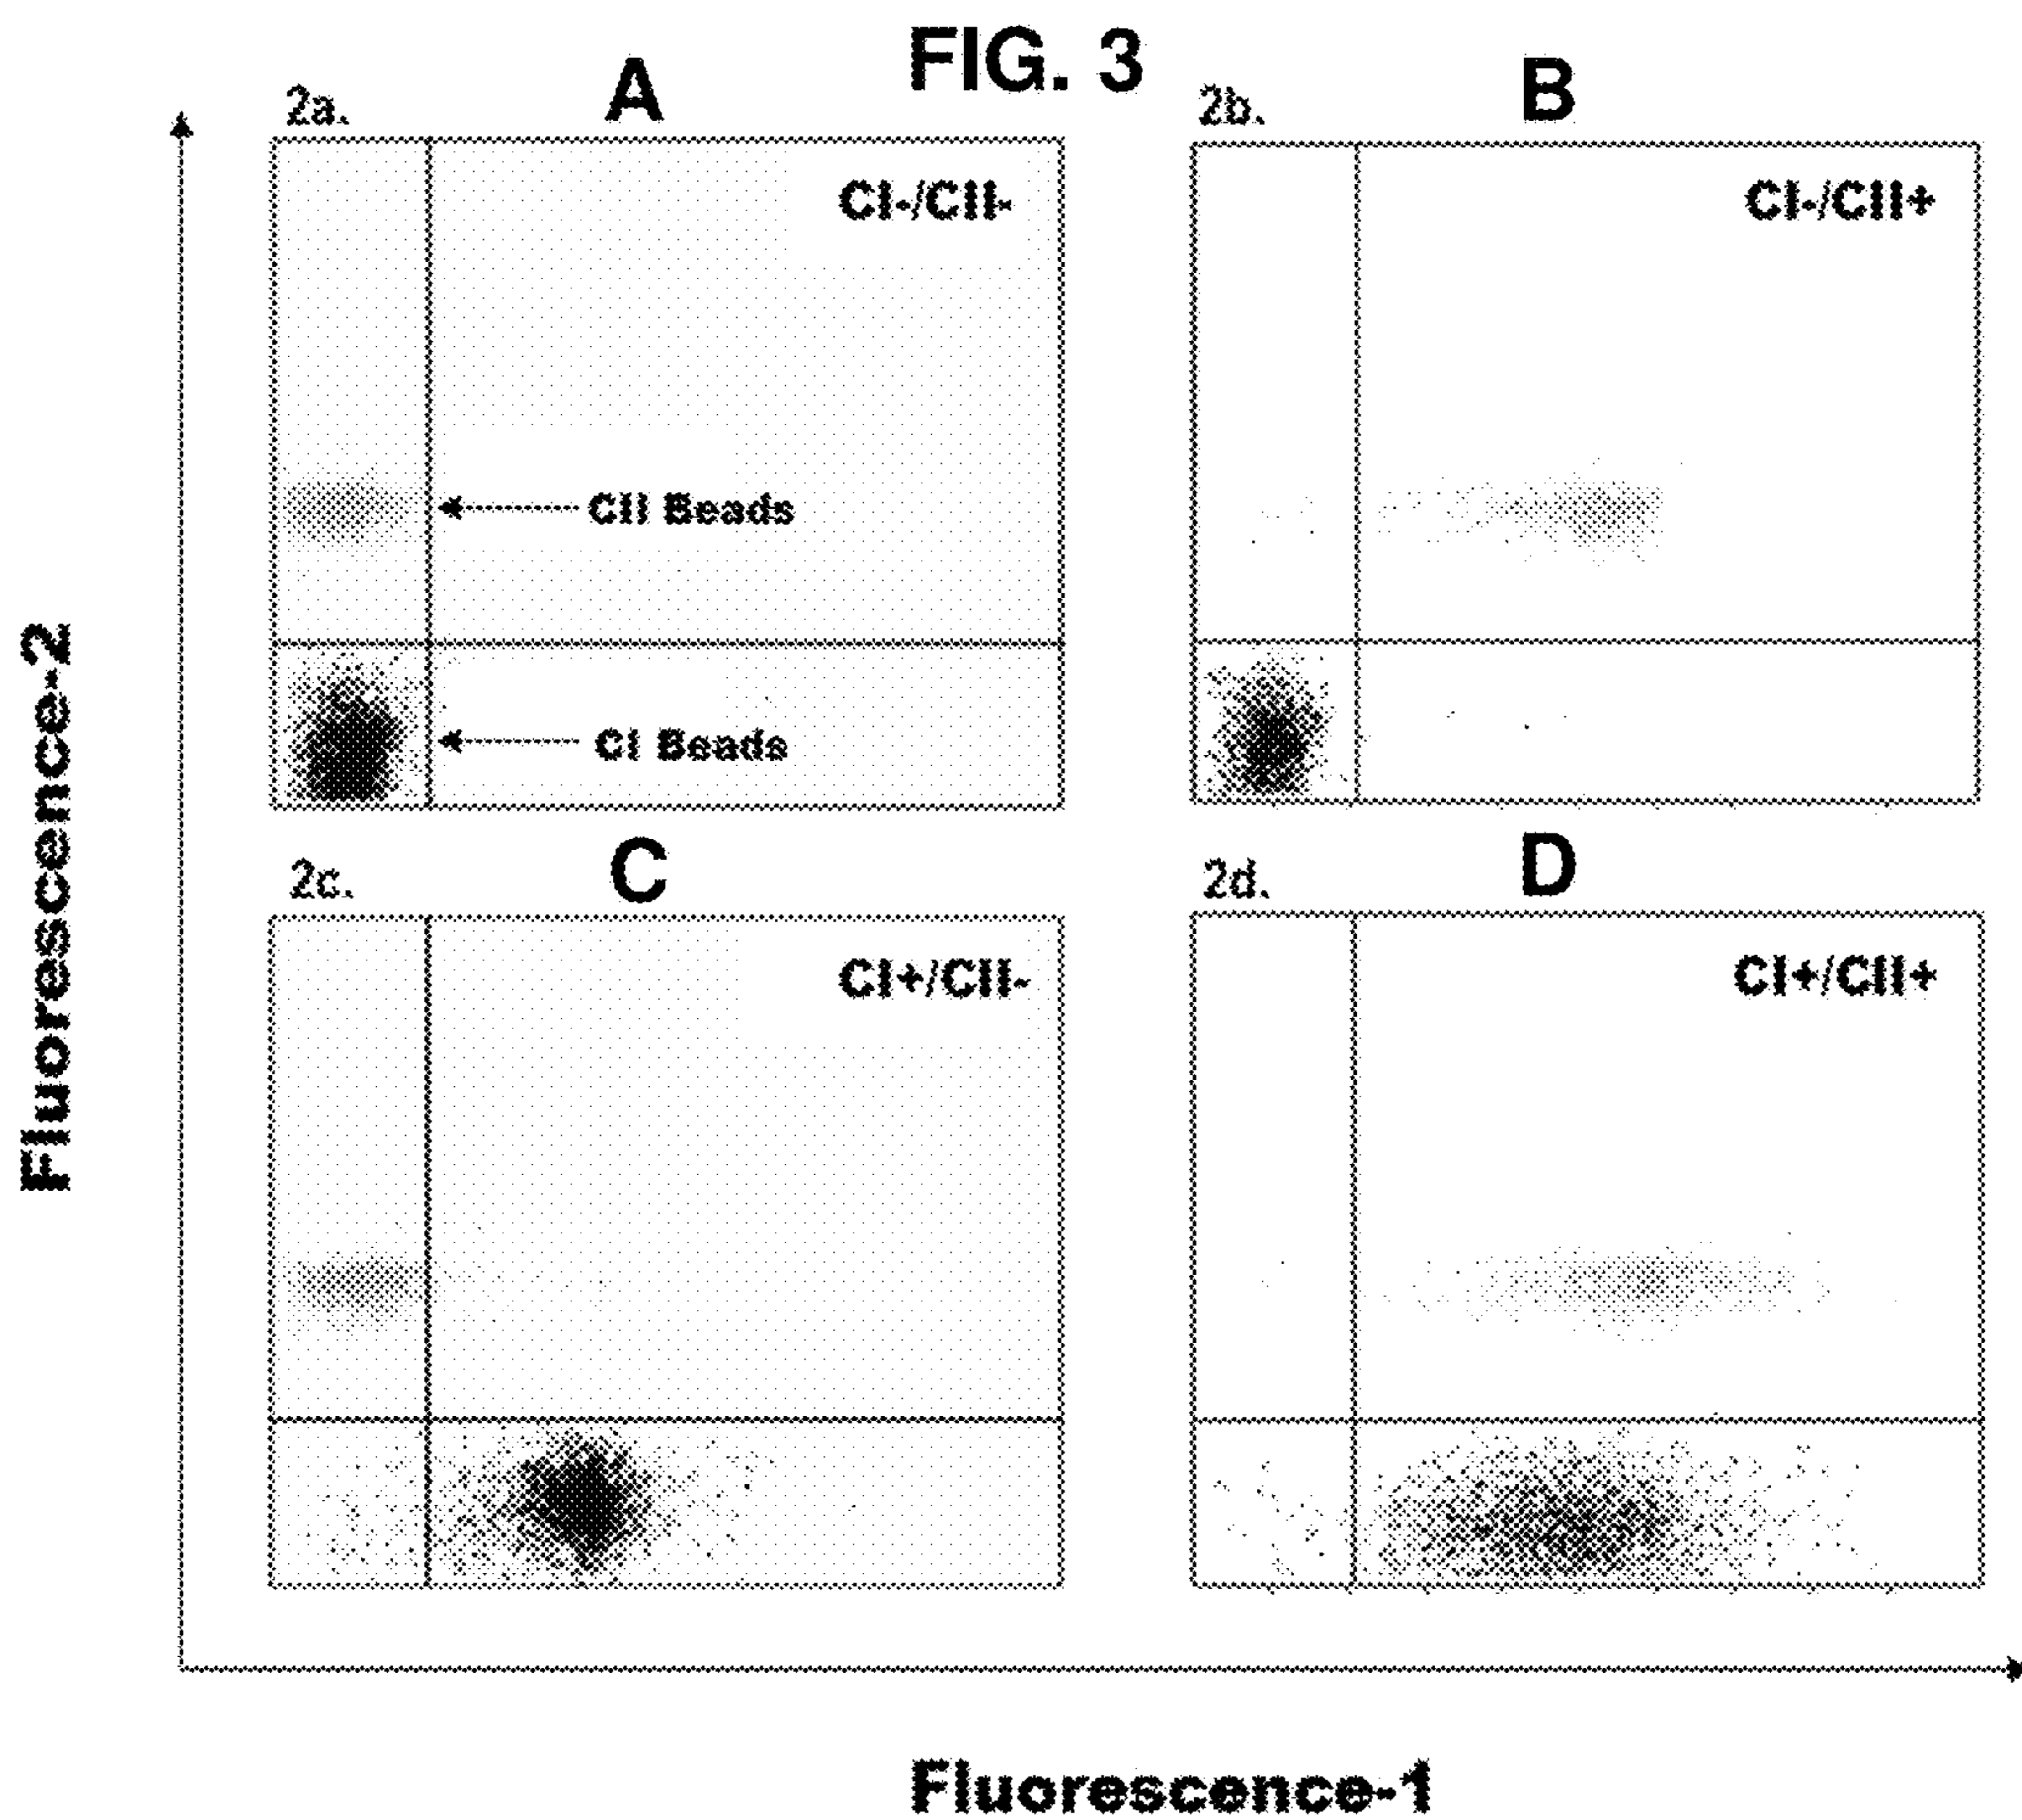 FIG. 3
2a.
A
2b.
B
CI-/CII-
CI-/CII+
CII Beads
CI Beads
2c.
C
2d.
D
CI+/CII-
CI+/CII+
Fluorescence-2
Fluorescence-1